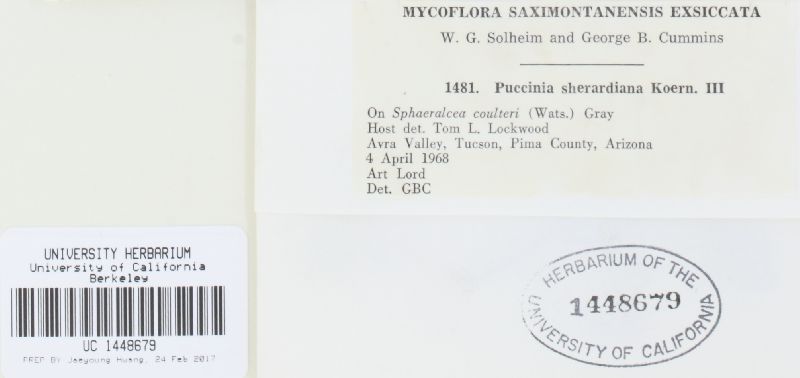 MYCOFLORA SAXIMONTANENSIS EXSICCATA
W. G. Solheim and George B. Cummins
1481. Puccinia sherardiana Koern. III
On Sphaeralcea coulteri (Wats.) Gray
Host det. Tom L. Lockwood
Avra Valley, Tucson, Pima County, Arizona
4 April 1968
Art Lord
Det. GBC
UNIVERSITY HERBARIUM
University of California
Berkeley
UC 1448679
PREP BY Jaeyoung Huang, 24 Feb 2017
HERBARIUM OF THE
1448679
UNIVERSITY OF CALIFORNIA